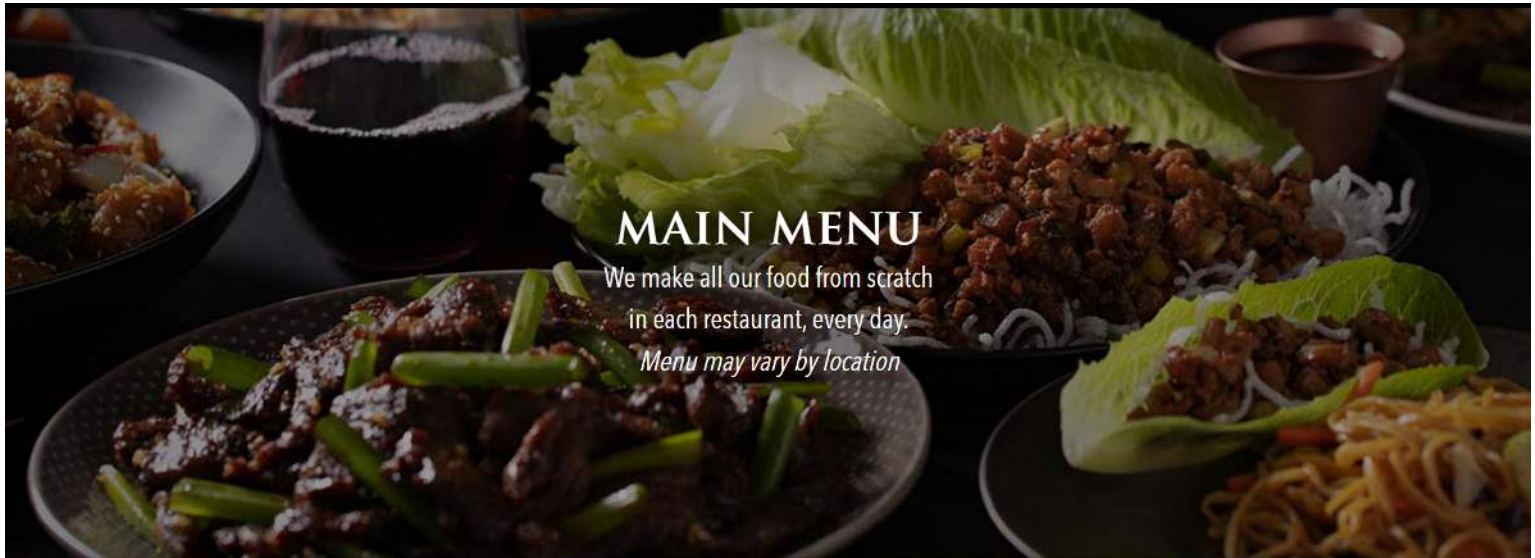 MAIN MENU
We make all our food from scratch
in each restaurant, every day.
Menu may vary by location